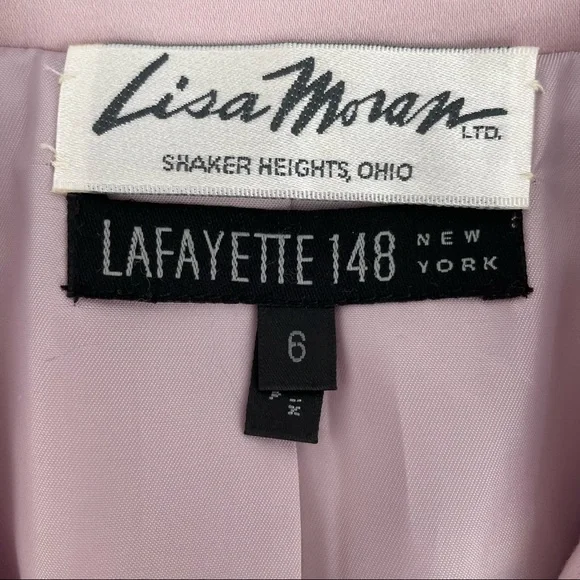 Lisa Moran LTD.
SHAKER HEIGHTS, OHIO
LAFAYETTE 148 NEW YORK
6